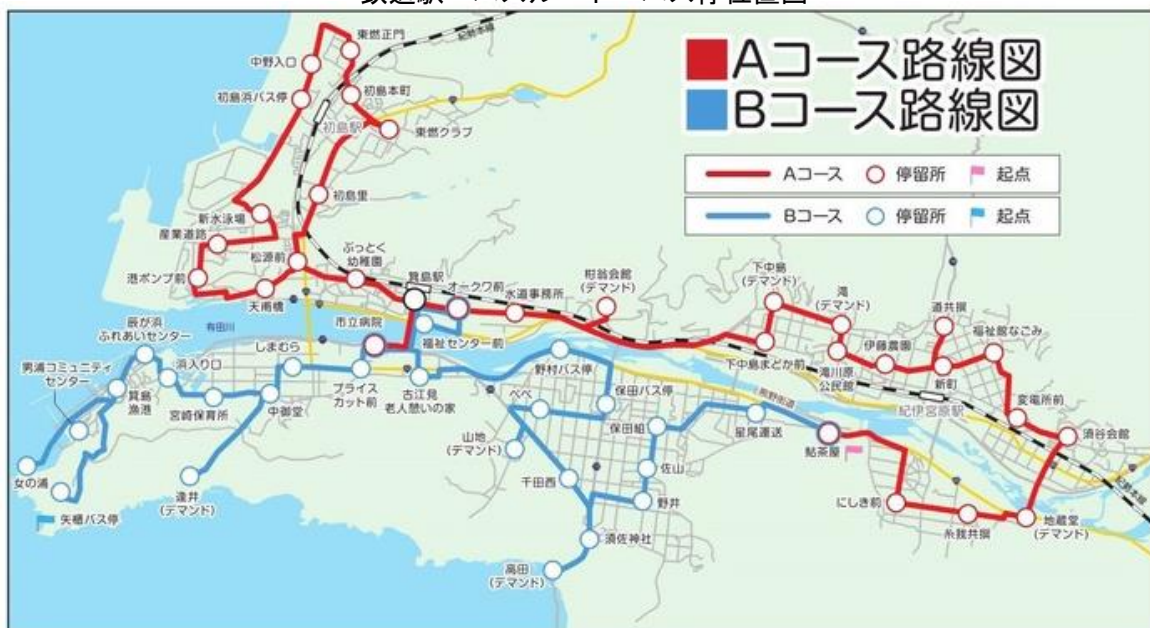 Aコース路線図
Bコース路線図
Aコース 停留所 起点
Bコース 停留所 起点
紀勢本線
東燃正門
中野入口
初島浜バス停
初島本町
初島駅
東燃クラブ
初島里
新水泳場
産業道路
松源前
港ポンプ前
天甫橋
ぶっとく
幼稚園
箕島駅
オークワ前
水道事務所
柑翁会館
(デマンド)
下中島
(デマンド)
滝
(デマンド)
道共撰
福祉館なごみ
伊藤農園
下中島まどか前
滝川原
公民館
新町
変電所前
紀伊宮原駅
須谷会館
紀勢本線
市立病院
福祉センター前
有田川
辰が浜
ふれあいセンター
男浦コミュニティ
センター
浜入り口
しまむら
箕島
漁港
宮崎保育所
中御堂
プライス
カット前
古江見
老人憩いの家
野村バス停
べべ
保田バス停
熊野街道
保田組
星尾運送
鮎茶屋
山地
(デマンド)
佐山
千田西
野井
女の浦
矢櫃バス停
逢井
(デマンド)
須佐神社
高田
(デマンド)
にしき前
糸我共撰
地蔵堂
(デマンド)